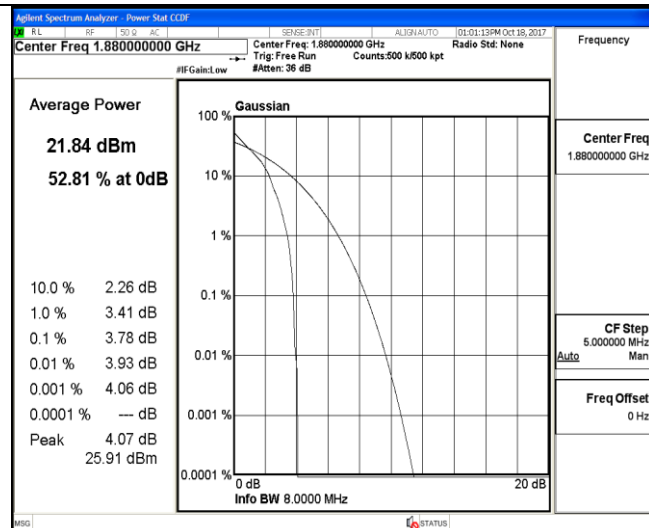 Agilent Spectrum Analyzer - Power Stat CCDF
RL RF 50 Ω AC SENSE:INT ALIGNAUTO 01:01:13PM Oct 18, 2017
Center Freq 1.880000000 GHz
Center Freq: 1.880000000 GHz Radio Std: None
Trig: Free Run Counts:500 k/500 kpt
#IFGain:Low #Atten: 36 dB
Frequency
Average Power
21.84 dBm
52.81 % at 0dB
10.0 % 2.26 dB
1.0 % 3.41 dB
0.1 % 3.78 dB
0.01 % 3.93 dB
0.001 % 4.06 dB
0.0001 % --- dB
Peak 4.07 dB
25.91 dBm
Gaussian
100 %
10 %
1 %
0.1 %
0.01 %
0.001 %
0.0001 %
0 dB 20 dB
Info BW 8.0000 MHz
Center Freq
1.880000000 GHz
CF Step
5.000000 MHz
Auto Man
Freq Offset
0 Hz
MSG STATUS